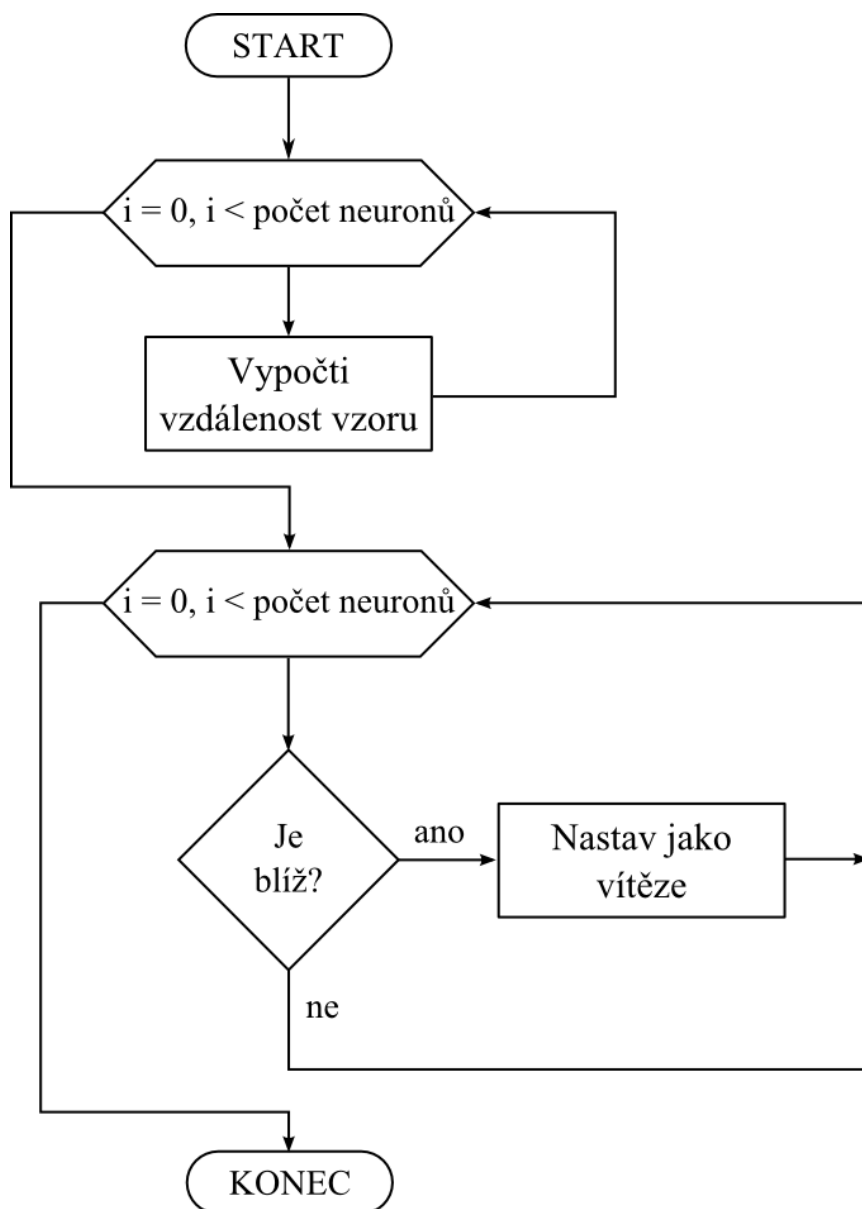 START
i = 0, i < počet neuronů
Vypočti
vzdálenost vzoru
i = 0, i < počet neuronů
Je
blíž?
ano
Nastav jako
vítěze
ne
KONEC